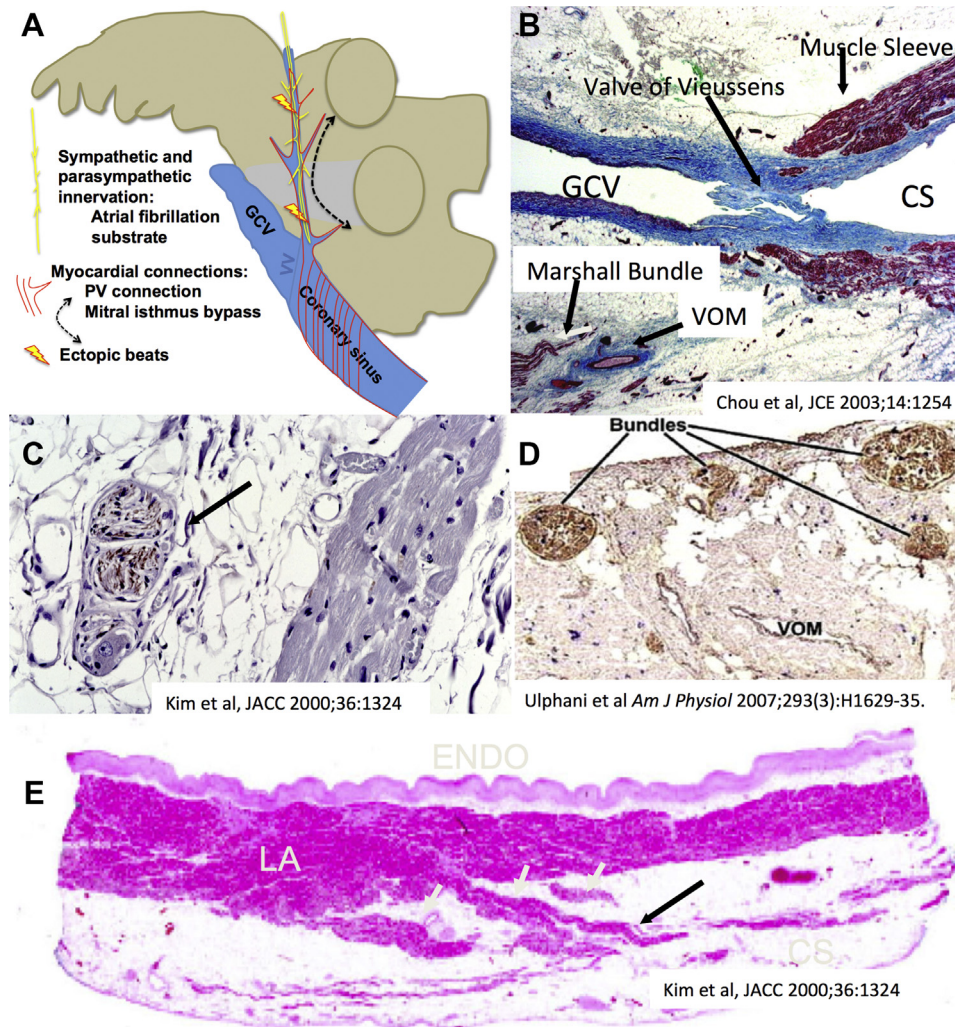 A
Sympathetic and
parasympathetic
innervation:
Atrial fibrillation
substrate
Myocardial connections:
PV connection
Mitral isthmus bypass
Ectopic beats
GCV
VV
Coronary sinus
B
Muscle Sleeve
Valve of Vieussens
GCV
CS
Marshall Bundle
VOM
Chou et al, JCE 2003;14:1254
C
Kim et al, JACC 2000;36:1324
Bundles
D
VOM
Ulphani et al Am J Physiol 2007;293(3):H1629-35.
E
ENDO
LA
CS
Kim et al, JACC 2000;36:1324